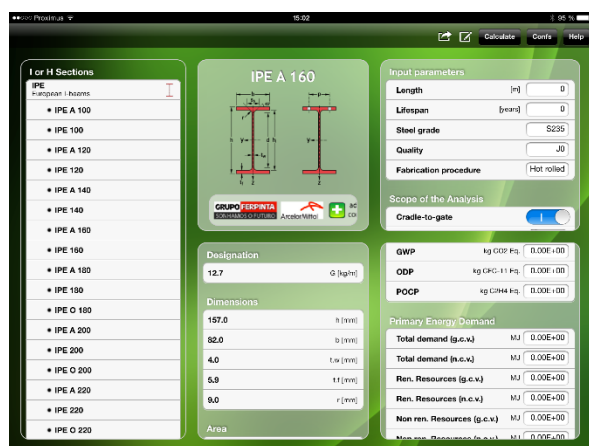 Proximus
15:02
95 %
Calculate
Confs
Help
I or H Sections
IPE
European I-beams
• IPE A 100
• IPE 100
• IPE A 120
• IPE 120
• IPE A 140
• IPE 140
• IPE A 160
• IPE 160
• IPE A 180
• IPE 180
• IPE O 180
• IPE A 200
• IPE 200
• IPE O 200
• IPE A 220
• IPE 220
• IPE O 220
IPE A 160
GRUPO FERPINTA
SONHAMOS O FUTURO
ArcelorMittal
Designation
12.7 G [kg/m]
Dimensions
157.0 h [mm]
82.0 b [mm]
4.0 t.w [mm]
5.9 t.f [mm]
9.0 r [mm]
Area
Input parameters
Length [m] 0
Lifespan [years] 0
Steel grade S235
Quality J0
Fabrication procedure Hot rolled
Scope of the Analysis
Cradle-to-gate
GWP kg CO2 Eq. 0.00E+00
ODP kg CFC-11 Eq. 0.00E+00
POCP kg C2H4 Eq. 0.00E+00
Primary Energy Demand
Total demand (g.c.v.) MJ 0.00E+00
Total demand (n.c.v.) MJ 0.00E+00
Ren. Resources (g.c.v.) MJ 0.00E+00
Ren. Resources (n.c.v.) MJ 0.00E+00
Non ren. Resources (g.c.v.) MJ 0.00E+00
Non ren. Resources (n.c.v.) MJ 0.00E+00